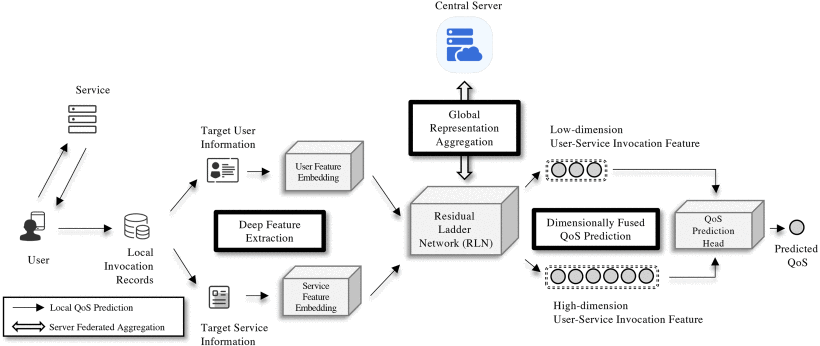 Central Server
Service
Global
Representation
Aggregation
Target User
Information
Low-dimension
User-Service Invocation Feature
User Feature
Embedding
Deep Feature
Extraction
Residual
Ladder
Network (RLN)
Dimensionally Fused
QoS Prediction
QoS
Prediction
Head
Predicted
QoS
User
Local
Invocation
Records
Service
Feature
Embedding
Target Service
Information
High-dimension
User-Service Invocation Feature
Local QoS Prediction
Server Federated Aggregation